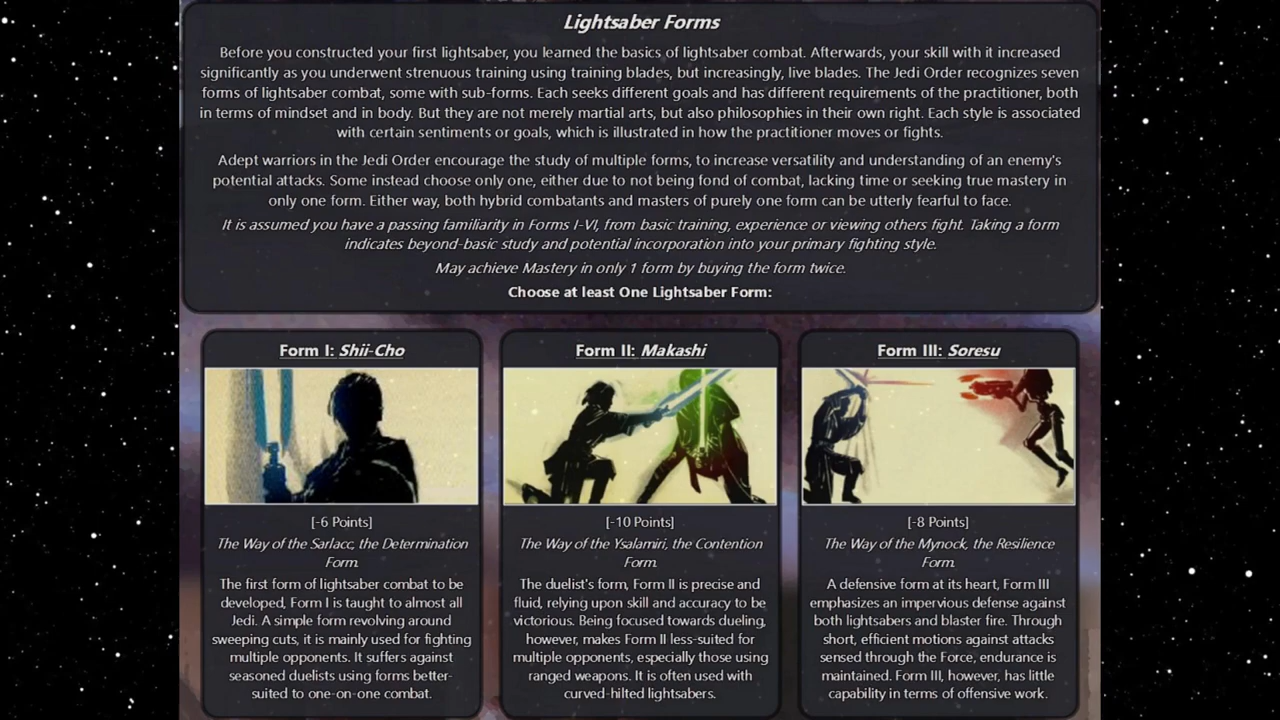 Lightsaber Forms
Before you constructed your first lightsaber, you learned the basics of lightsaber combat. Afterwards, your skill with it increased
significantly as you underwent strenuous training using training blades, but increasingly, live blades. The Jedi Order recognizes seven
forms of lightsaber combat, some with sub-forms. Each seeks different goals and has different requirements of the practitioner, both
in terms of mindset and in body. But they are not merely martial arts, but also philosophies in their own right. Each style is associated
with certain sentiments or goals, which is illustrated in how the practitioner moves or fights.
Adept warriors in the Jedi Order encourage the study of multiple forms, to increase versatility and understanding of an enemy's
potential attacks. Some instead choose only one, either due to not being fond of combat, lacking time or seeking true mastery in
only one form. Either way, both hybrid combatants and masters of purely one form can be utterly fearful to face.
It is assumed you have a passing familiarity in Forms I-VI, from basic training, experience or viewing others fight. Taking a form
indicates beyond-basic study and potential incorporation into your primary fighting style.
May achieve Mastery in only 1 form by buying the form twice.
Choose at least One Lightsaber Form:
Form I: Shii-Cho
[-6 Points]
The Way of the Sarlacc, the Determination
Form.
The first form of lightsaber combat to be
developed, Form I is taught to almost all
Jedi. A simple form revolving around
sweeping cuts, it is mainly used for fighting
multiple opponents. It suffers against
seasoned duelists using forms better-
suited to one-on-one combat.
Form II: Makashi
[-10 Points]
The Way of the Ysalamiri, the Contention
Form.
The duelist's form, Form II is precise and
fluid, relying upon skill and accuracy to be
victorious. Being focused towards dueling,
however, makes Form II less-suited for
multiple opponents, especially those using
ranged weapons. It is often used with
curved-hilted lightsabers.
Form III: Soresu
[-8 Points]
The Way of the Mynock, the Resilience
Form.
A defensive form at its heart, Form III
emphasizes an impervious defense against
both lightsabers and blaster fire. Through
short, efficient motions against attacks
sensed through the Force, endurance is
maintained. Form III, however, has little
capability in terms of offensive work.